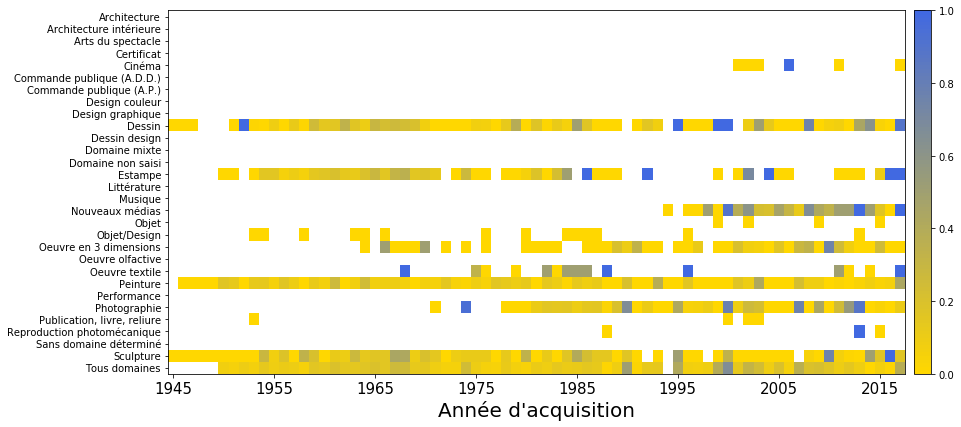 Architecture
Architecture intérieure
Arts du spectacle
Certificat
Cinéma
Commande publique (A.D.D.)
Commande publique (A.P.)
Design couleur
Design graphique
Dessin
Dessin design
Domaine mixte
Domaine non saisi
Estampe
Littérature
Musique
Nouveaux médias
Objet
Objet/Design
Oeuvre en 3 dimensions
Oeuvre olfactive
Oeuvre textile
Peinture
Performance
Photographie
Publication, livre, reliure
Reproduction photomécanique
Sans domaine déterminé
Sculpture
Tous domaines
1945 1955 1965 1975 1985 1995 2005 2015
Année d'acquisition
1.0
0.8
0.6
0.4
0.2
0.0